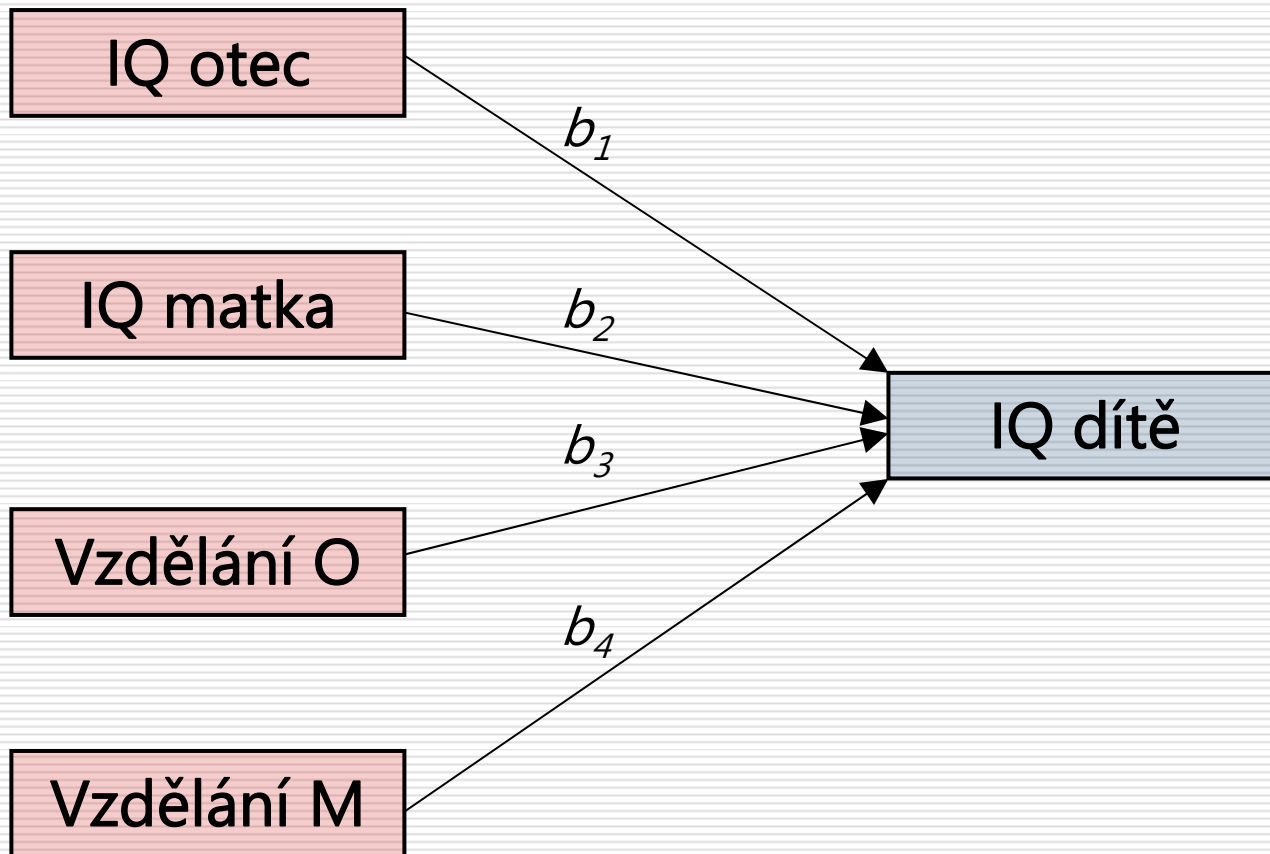 IQ otec
b1
IQ matka
b2
IQ dítě
b3
Vzdělání O
b4
Vzdělání M